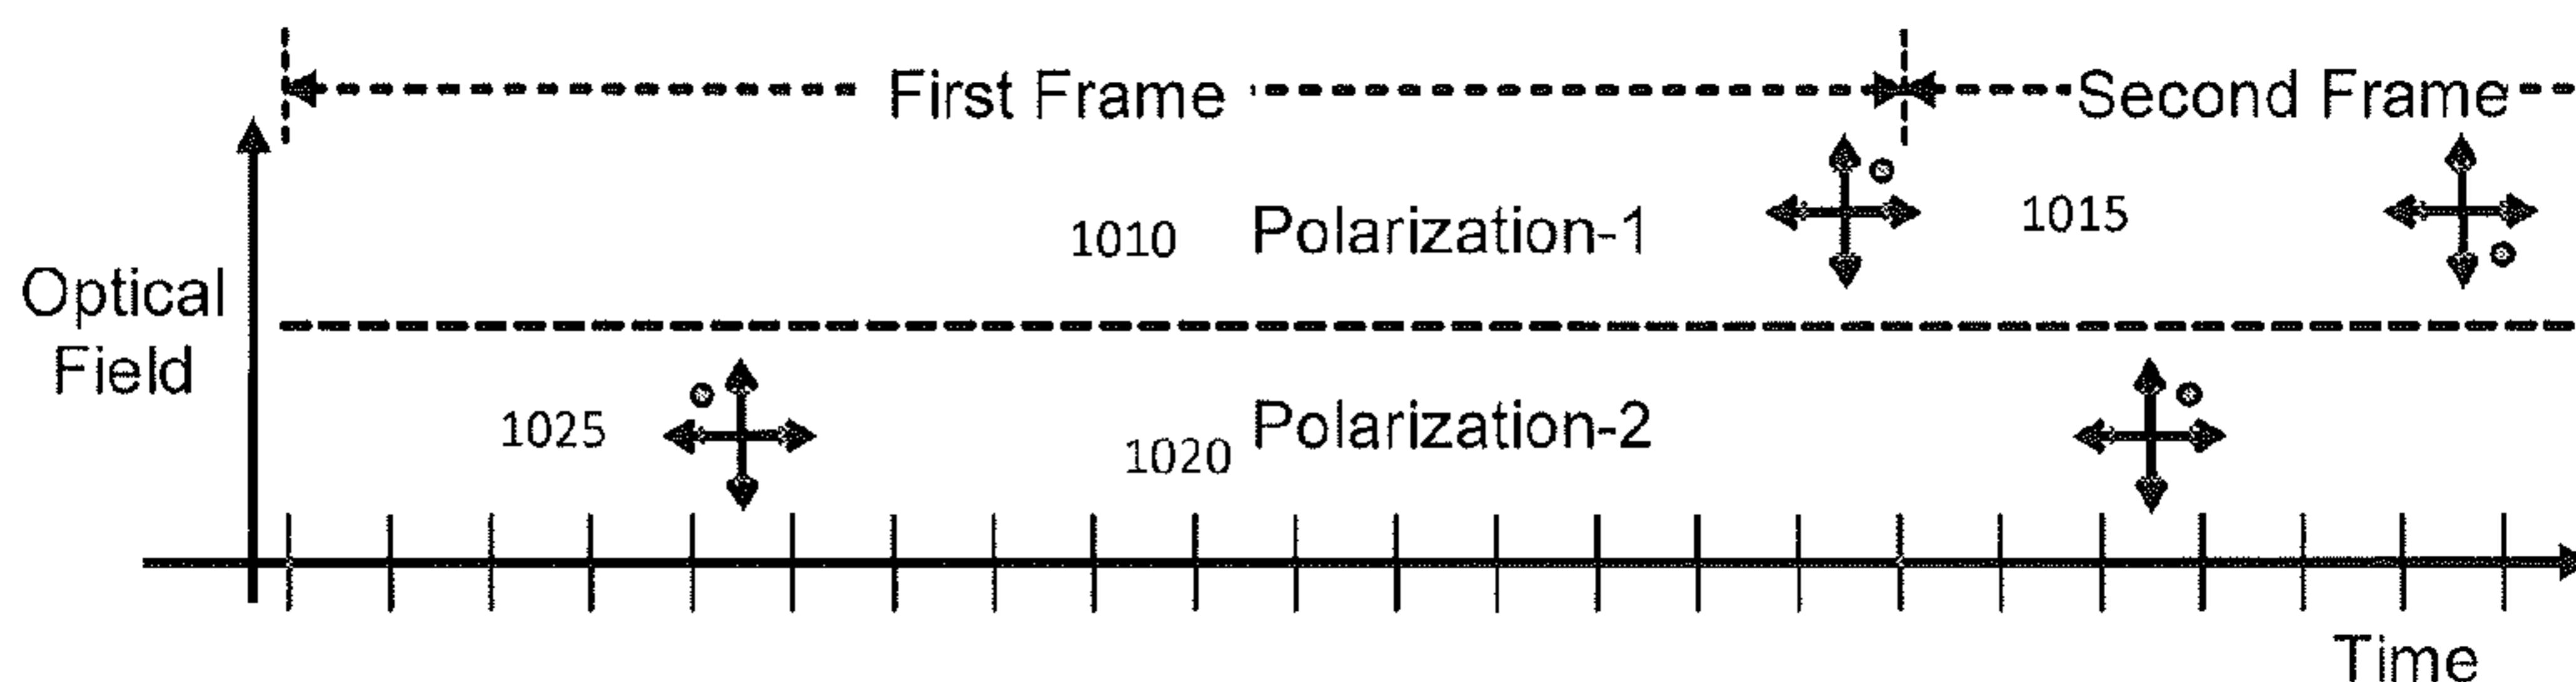 First Frame Second Frame
1010 Polarization-1 1015
Optical
Field
1025 1020 Polarization-2
Time